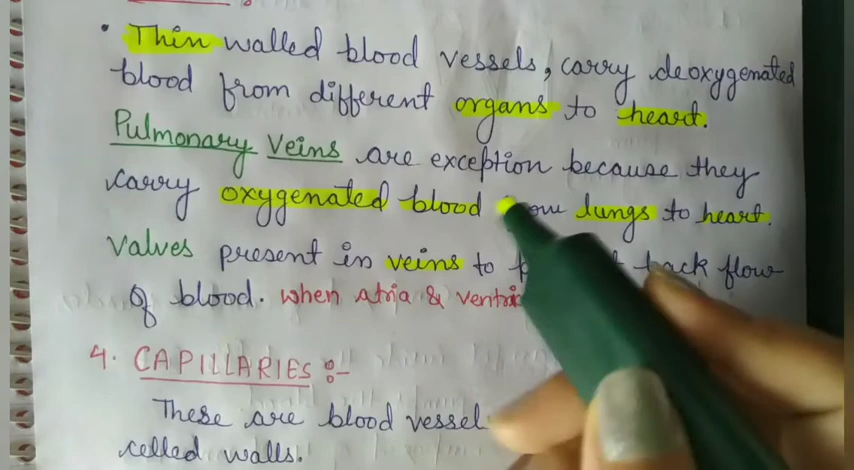 • Thin walled blood vessels, carry deoxygenated
blood from different organs to heart.
Pulmonary Veins are exception because they
carry oxygenated blood lungs to heart.
Valves present in veins to back flow
of blood. when atria &
4. CAPILLARIES :-
These are blood vessel
celled walls.